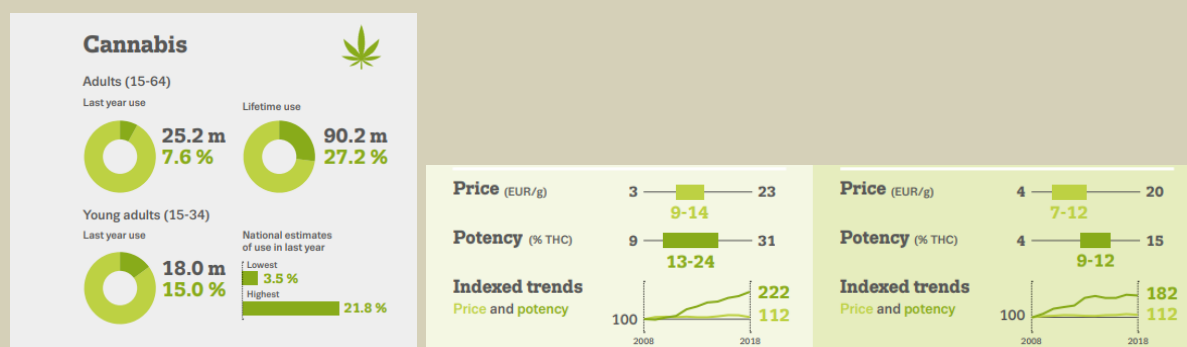 Cannabis
Adults (15-64)
Last year use
25.2 m
7.6 %
Lifetime use
90.2 m
27.2 %
Young adults (15-34)
Last year use
18.0 m
15.0 %
National estimates
of use in last year
Lowest
3.5 %
Highest
21.8 %
Price (EUR/g)
3
23
9-14
Potency (% THC)
9
31
13-24
Indexed trends
Price and potency
222
112
100
2008
2018
Price (EUR/g)
4
20
7-12
Potency (% THC)
4
15
9-12
Indexed trends
Price and potency
182
112
100
2008
2018